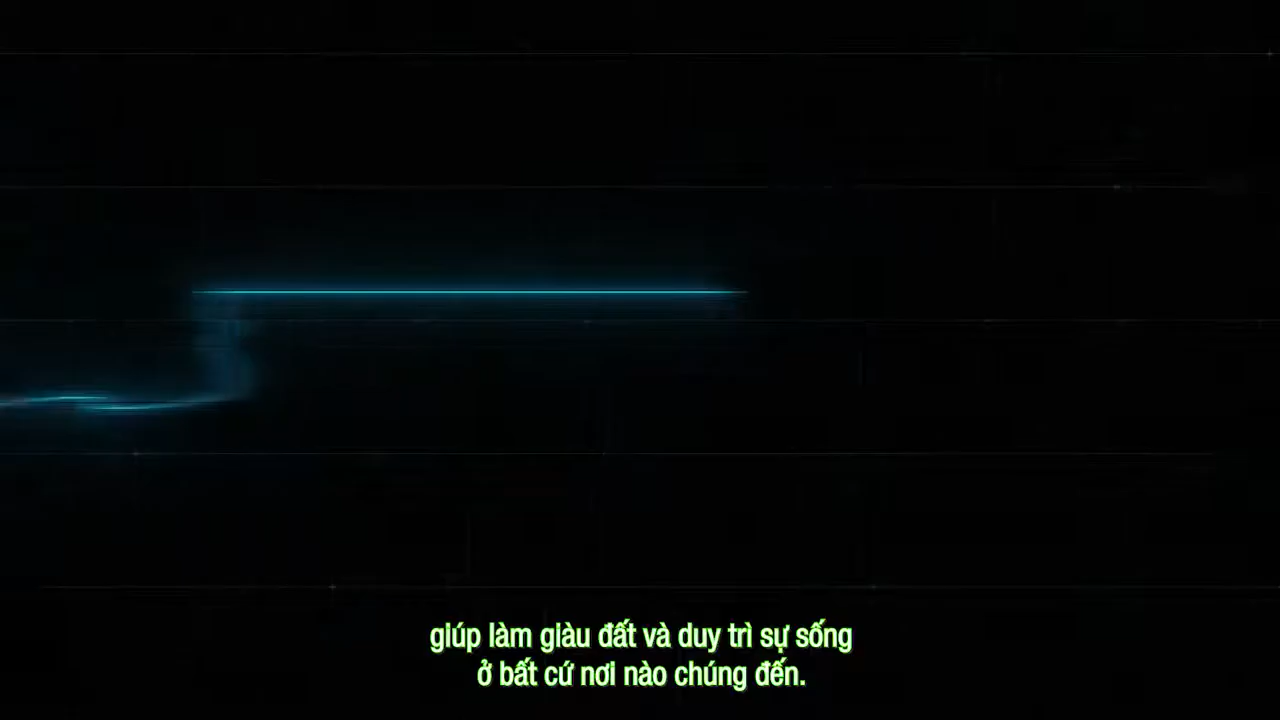 giúp làm giàu đất và duy trì sự sống
ở bất cứ nơi nào chúng đến.